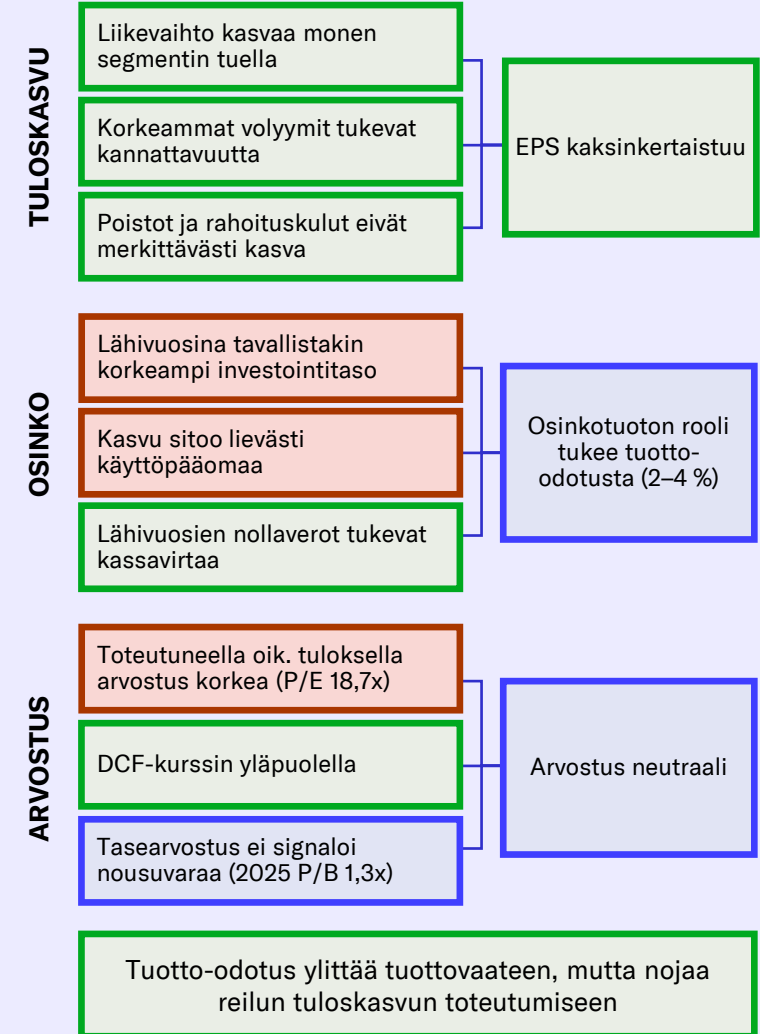 TULOSKASVU
Liikevaihto kasvaa monen
segmentin tuella
Korkeammat volyymit tukevat
kannattavuutta
Poistot ja rahoituskulut eivät
merkittävästi kasva
EPS kaksinkertaistuu
OSINKO
Lähivuosina tavallistakin
korkeampi investointitaso
Kasvu sitoo lievästi
käyttöpääomaa
Lähivuosien nollaverot tukevat
kassavirtaa
Osinkotuoton rooli
tukee tuotto-
odotusta (2–4 %)
ARVOSTUS
Toteutuneella oik. tuloksella
arvostus korkea (P/E 18,7x)
DCF-kurssin yläpuolella
Tasearvostus ei signaloi
nousuvaraa (2025 P/B 1,3x)
Arvostus neutraali
Tuotto-odotus ylittää tuottovaateen, mutta nojaa
reilun tuloskasvun toteutumiseen